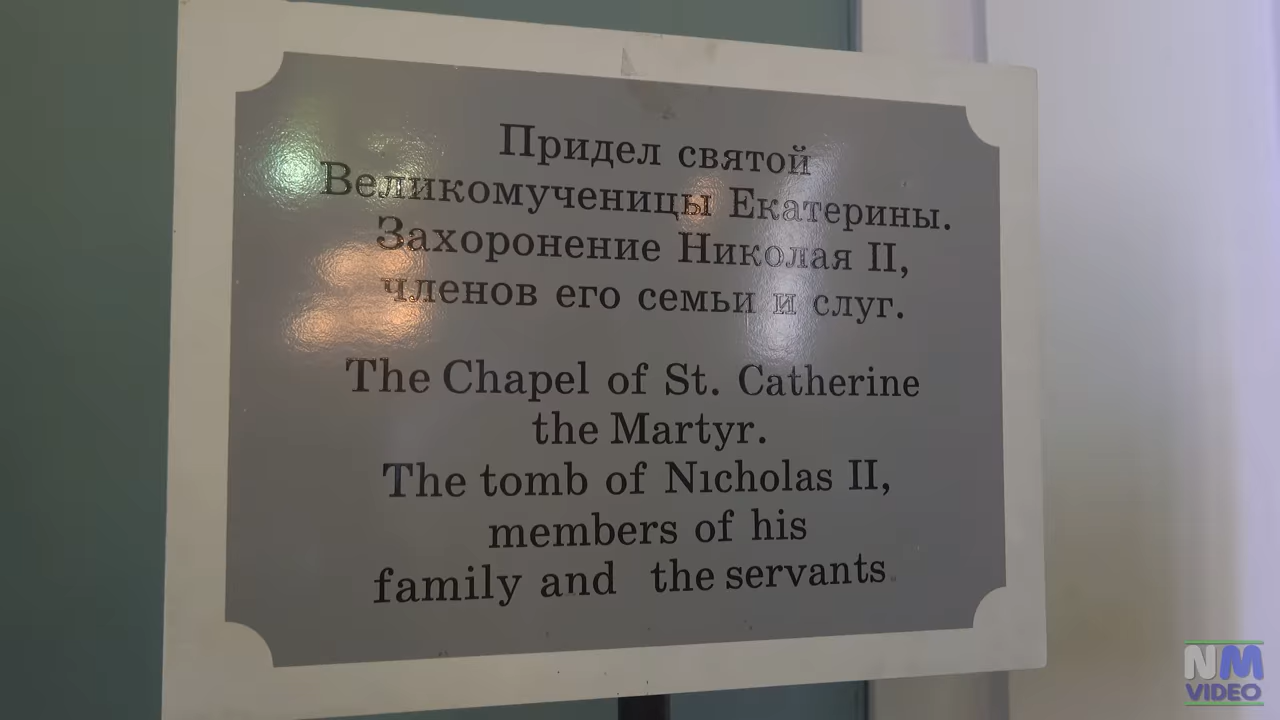 Придел святой
Великомученицы Екатерины.
Захоронение Николая II,
членов его семьи и слуг.
The Chapel of St. Catherine
the Martyr.
The tomb of Nicholas II,
members of his
family and the servants
NM
VIDEO